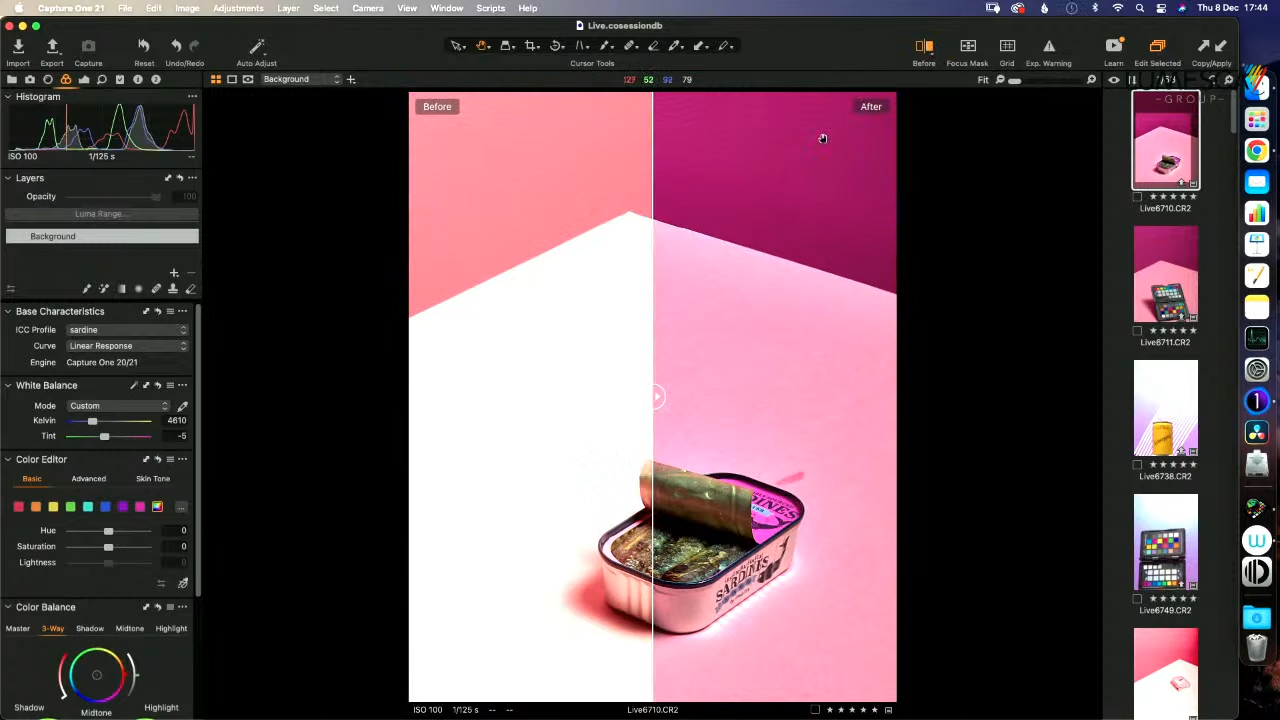 Capture One 21 File Edit Image Adjustments Layer Select Camera View Window Scripts Help Thu 8 Dec 17:44
Live.cosessiondb
Import Export Capture Reset Undo/Redo Auto Adjust Cursor Tools Before Focus Mask Grid Exp. Warning Learn Edit Selected Copy/Apply
Background 127 52 92 79 Fit
-GROUP-
Histogram
ISO 100 1/125 s --
Layers
Opacity 100
Luma Range...
Background
Base Characteristics
ICC Profile sardine
Curve Linear Response
Engine Capture One 20/21
White Balance
Mode Custom
Kelvin 4610
Tint -5
Color Editor
Basic Advanced Skin Tone
Hue 0
Saturation 0
Lightness 0
Color Balance
Master 3-Way Shadow Midtone Highlight
Shadow Midtone Highlight
Before After
SARDINES
ISO 100 1/125 s -- -- Live6710.CR2
Live6710.CR2
Live6711.CR2
Live6738.CR2
Live6749.CR2